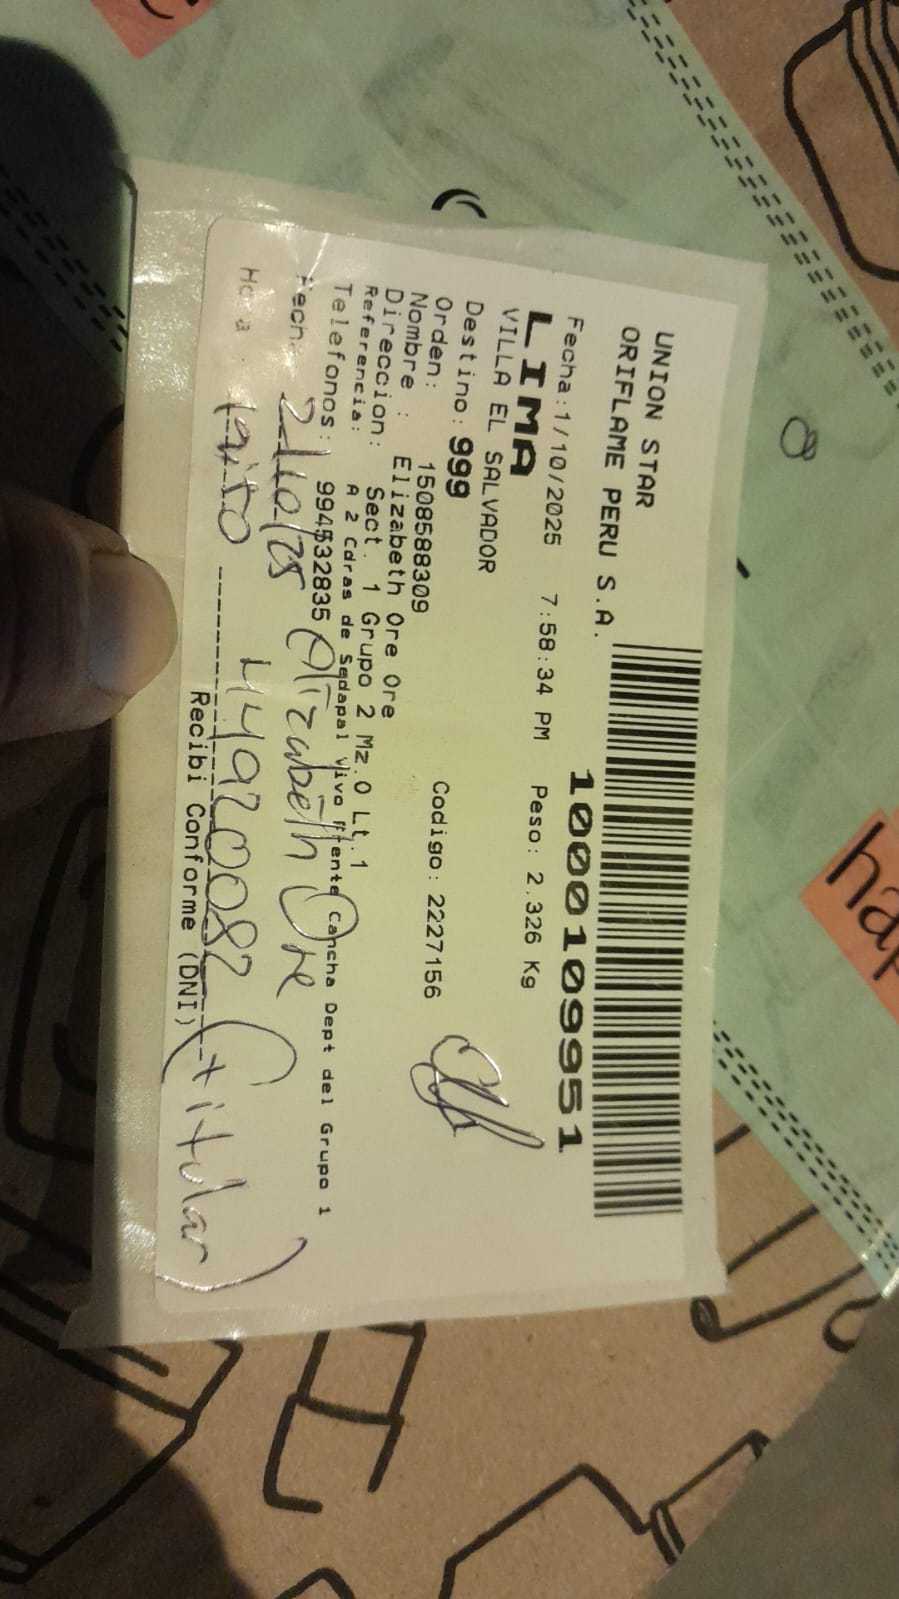 UNION STAR
ORIFLAME PERU S.A.
1000109951
Fecha:1/10/2025 7:58:34 PM Peso: 2.326 Kg
LIMA
VILLA EL SALVADOR
Destino: 999
Orden: 1508588309 Codigo: 2227156
Nombre : Elizabeth Ore Ore
Direccion: Sect. 1 Grupo 2 Mz.O Lt.1
Referencia: A 2 Cdras de Sedapal Vivo Frente Cancha Dept del Grupo 1
Telefonos: 994532835
Elizabeth Ore
Fecha: 2/10/25
44920082 (titular)
Hora:
Recibi Conforme (DNI)